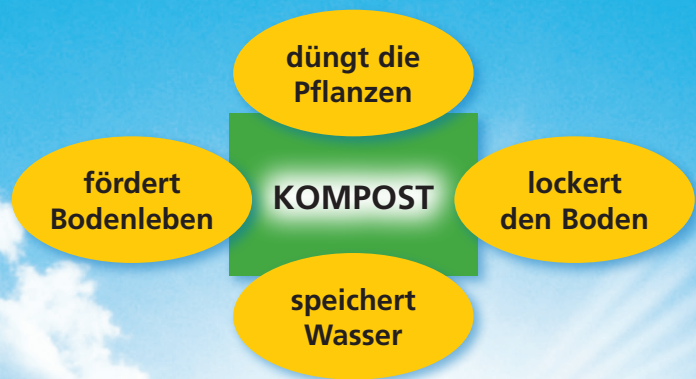 düngt die
Pflanzen
fördert
Bodenleben
KOMPOST
lockert
den Boden
speichert
Wasser